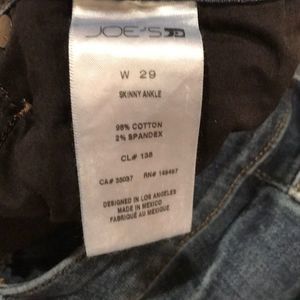 JOE'S
W 29
SKINNY ANKLE
98% COTTON
2% SPANDEX
CL# 138
CA# 35037 RN# 149497
DESIGNED IN LOS ANGELES
MADE IN MEXICO
FABRIQUÉ AU MEXIQUE